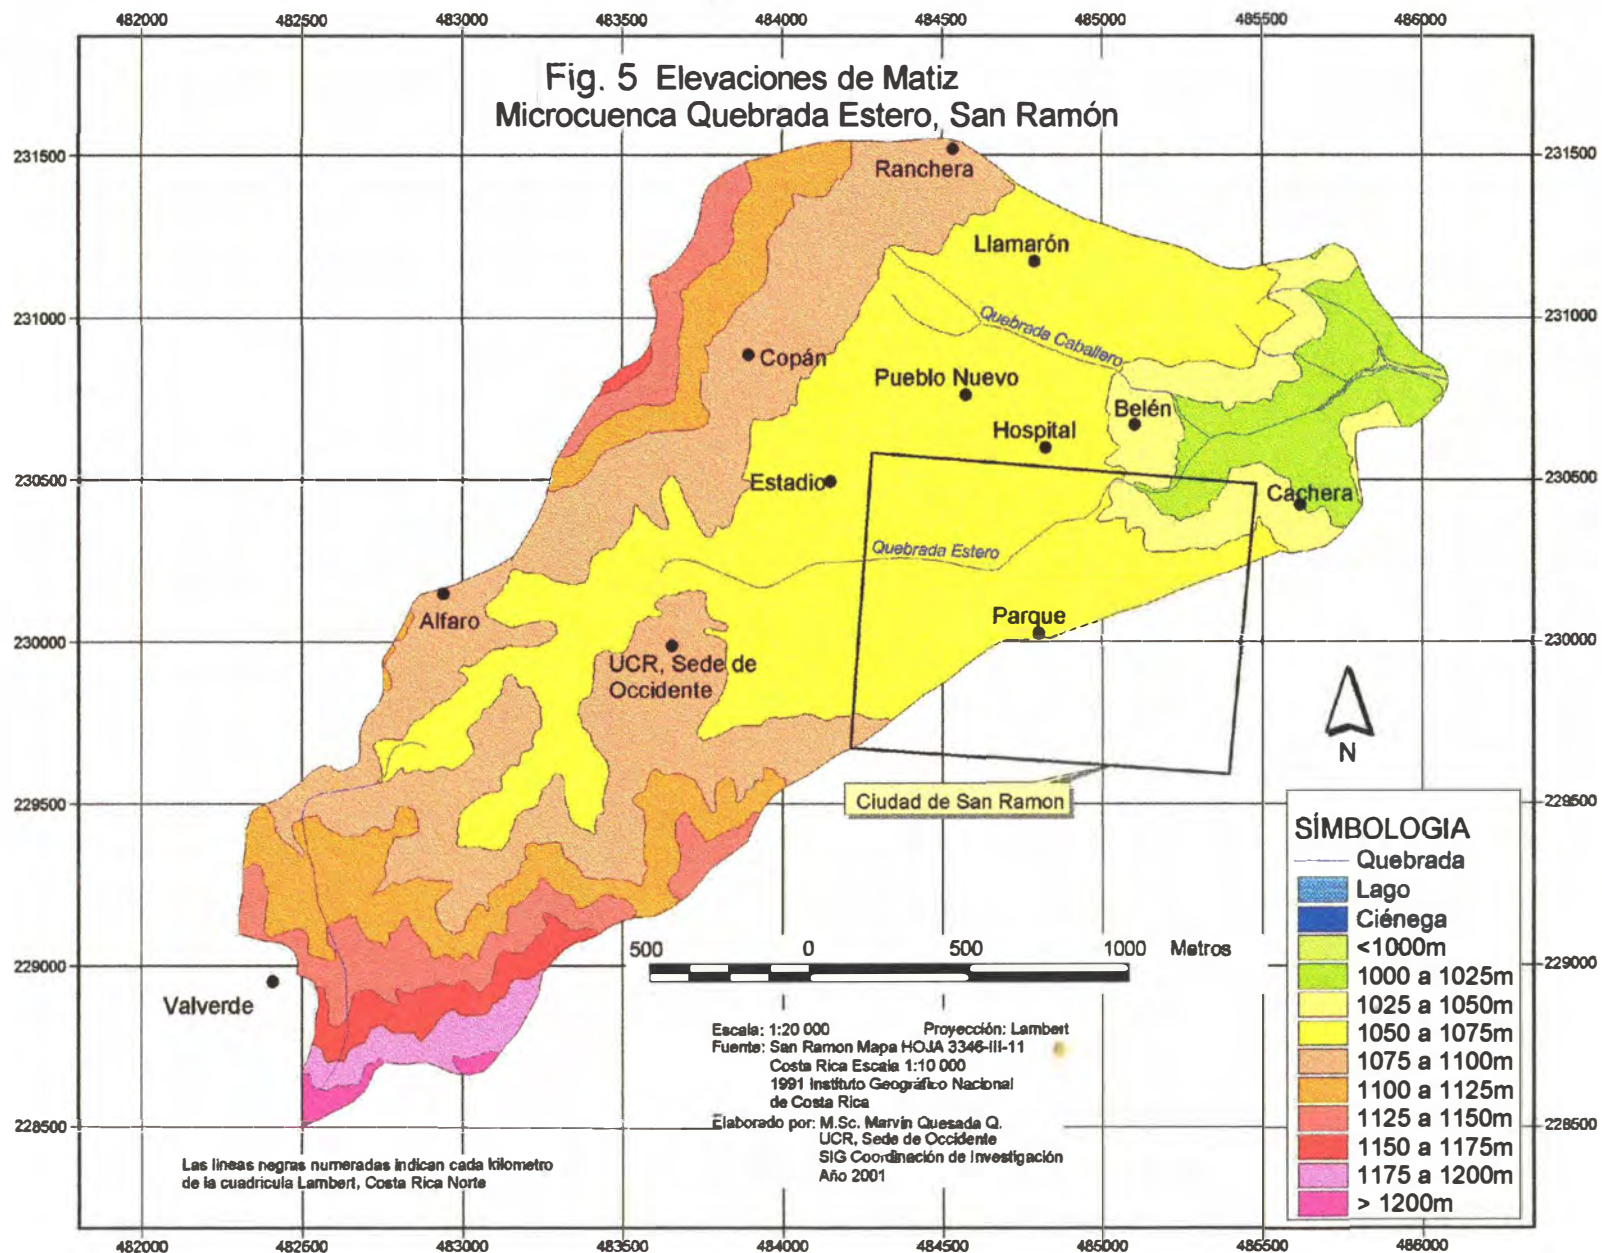 482000 482500 483000 483500 484000 484500 485000 485500 486000
Fig. 5 Elevaciones de Matiz
Microcuenca Quebrada Estero, San Ramón
231500 231500
Ranchera
Llamarón
231000 231000
Quebrada Caballero
Copán
Pueblo Nuevo
Belén
Hospital
230500 230500
Estadio
Cachera
Quebrada Estero
Alfaro
Parque
230000 230000
UCR, Sede de
Occidente
N
229500 229500
Ciudad de San Ramon
SÍMBOLOGIA
Quebrada
Lago
Ciénega
<1000m
1000 a 1025m
1025 a 1050m
1050 a 1075m
1075 a 1100m
1100 a 1125m
1125 a 1150m
1150 a 1175m
1175 a 1200m
> 1200m
500 0 500 1000 Metros
229000 229000
Valverde
Escala: 1:20 000 Proyección: Lambert
Fuente: San Ramon Mapa HOJA 3346-III-11
Costa Rica Escala 1:10 000
1991 Instituto Geográfico Nacional
de Costa Rica
Elaborado por: M.Sc. Marvin Quesada Q.
UCR, Sede de Occidente
SIG Coordinación de Investigación
Año 2001
228500 228500
Las lineas negras numeradas indican cada kilometro
de la cuadricula Lambert, Costa Rica Norte
482000 482500 483000 483500 484000 484500 485000 485500 486000